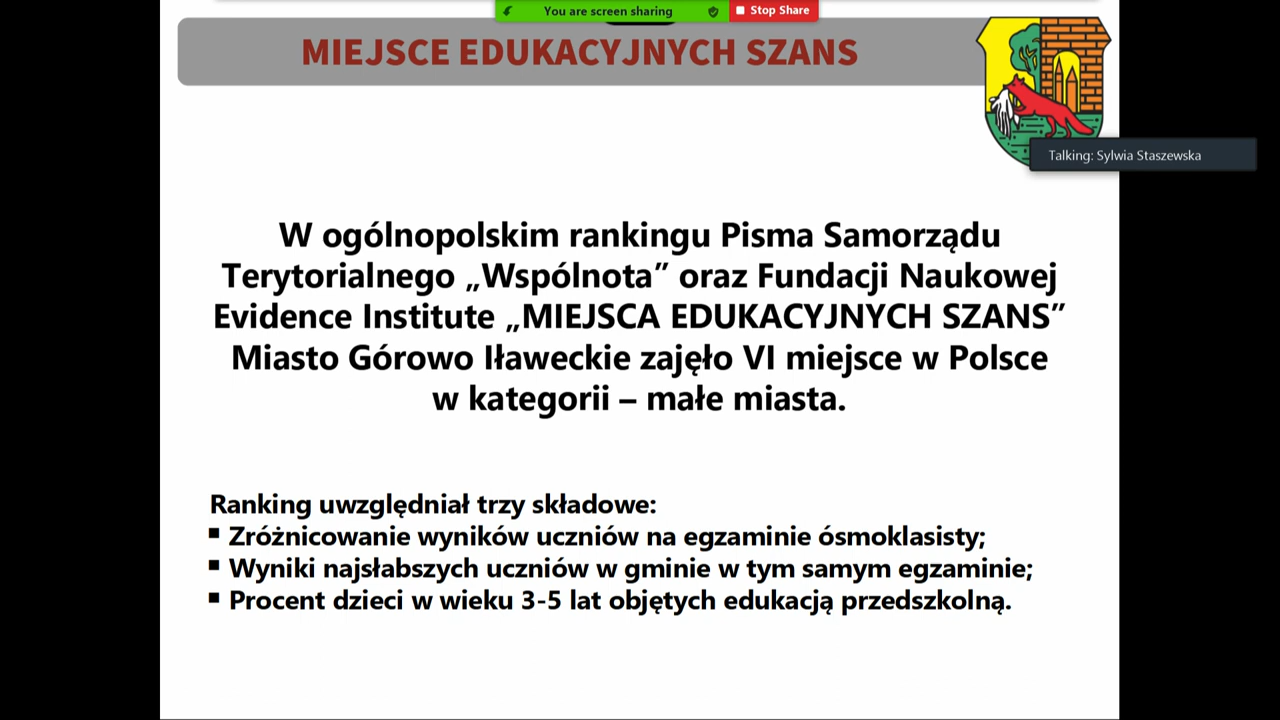 You are screen sharing
Stop Share
MIEJSCE EDUKACYJNYCH SZANS
Talking: Sylwia Staszewska
W ogólnopolskim rankingu Pisma Samorządu
Terytorialnego „Wspólnota” oraz Fundacji Naukowej
Evidence Institute „MIEJSCA EDUKACYJNYCH SZANS”
Miasto Górowo Iławeckie zajęło VI miejsce w Polsce
w kategorii – małe miasta.
Ranking uwzględniał trzy składowe:
▪ Zróżnicowanie wyników uczniów na egzaminie ósmoklasisty;
▪ Wyniki najsłabszych uczniów w gminie w tym samym egzaminie;
▪ Procent dzieci w wieku 3-5 lat objętych edukacją przedszkolną.